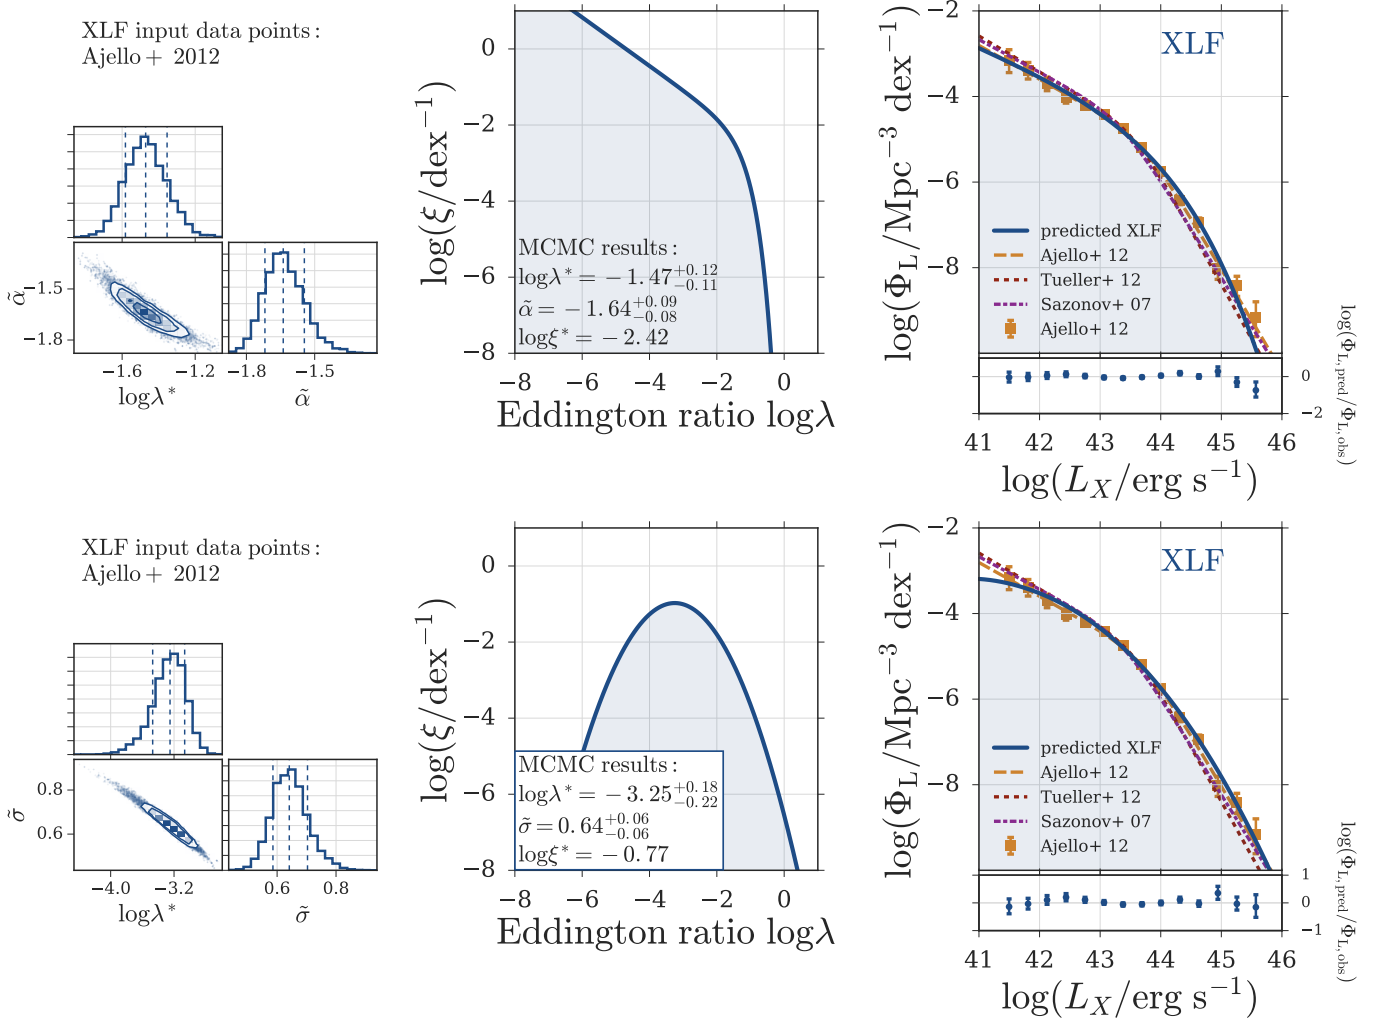 XLF input data points :
Ajello+ 2012
−1.5
−1.8
α̃
−1.6
−1.2
logλ*
−1.8
−1.5
α̃
log(ξ/dex⁻¹)
0
−2
−4
−6
−8
MCMC results :
logλ* = −1.47 +0.12 −0.11
α̃ = −1.64 +0.09 −0.08
logξ* = −2.42
−8 −6 −4 −2 0
Eddington ratio logλ
log(Φ_L/Mpc⁻³ dex⁻¹)
−2
−4
−6
−8
XLF
predicted XLF
Ajello+ 12
Tueller+ 12
Sazonov+ 07
Ajello+ 12
0
−2
log(Φ_L,pred/Φ_L,obs)
41 42 43 44 45 46
log(L_X/erg s⁻¹)
XLF input data points :
Ajello+ 2012
0.8
0.6
σ̃
−4.0
−3.2
logλ*
0.6
0.8
σ̃
log(ξ/dex⁻¹)
0
−2
−4
−6
−8
MCMC results :
logλ* = −3.25 +0.18 −0.22
σ̃ = 0.64 +0.06 −0.06
logξ* = −0.77
−8 −6 −4 −2 0
Eddington ratio logλ
log(Φ_L/Mpc⁻³ dex⁻¹)
−2
−4
−6
−8
XLF
predicted XLF
Ajello+ 12
Tueller+ 12
Sazonov+ 07
Ajello+ 12
1
0
−1
log(Φ_L,pred/Φ_L,obs)
41 42 43 44 45 46
log(L_X/erg s⁻¹)